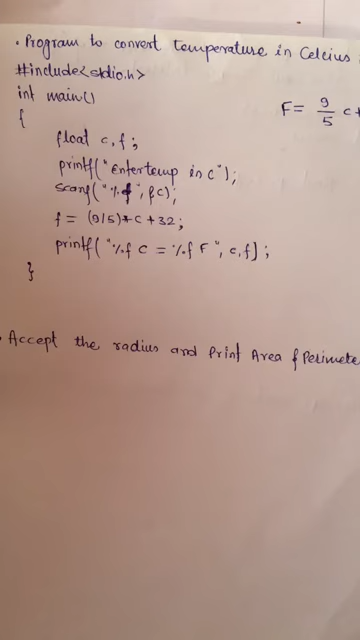 . Program to convert temperature in Celcius
#include<stdio.h>
int main()
F = 9/5 C +
{
float c, f ;
printf("Enter temp in c");
scanf("%f", &c);
f = (9/5)*c + 32;
printf("%f C = %f F", c, f);
}
. Accept the radius and Print Area & Perimete